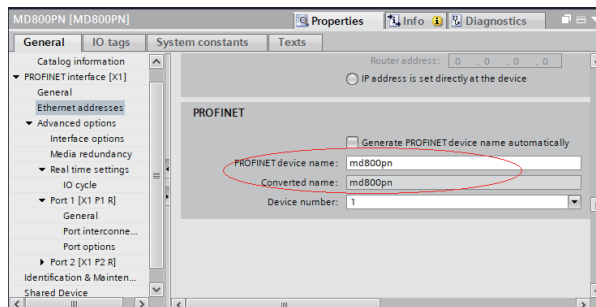 MD800PN [MD800PN]
Properties
Info
Diagnostics
General
IO tags
System constants
Texts
Catalog information
PROFINET interface [X1]
General
Ethernet addresses
Advanced options
Interface options
Media redundancy
Real time settings
IO cycle
Port 1 [X1 P1 R]
General
Port interconne...
Port options
Port 2 [X1 P2 R]
Identification & Mainten...
Shared Device
Router address: 0 . 0 . 0 . 0
IP address is set directly at the device
PROFINET
Generate PROFINET device name automatically
PROFINET device name: md800pn
Converted name: md800pn
Device number: 1